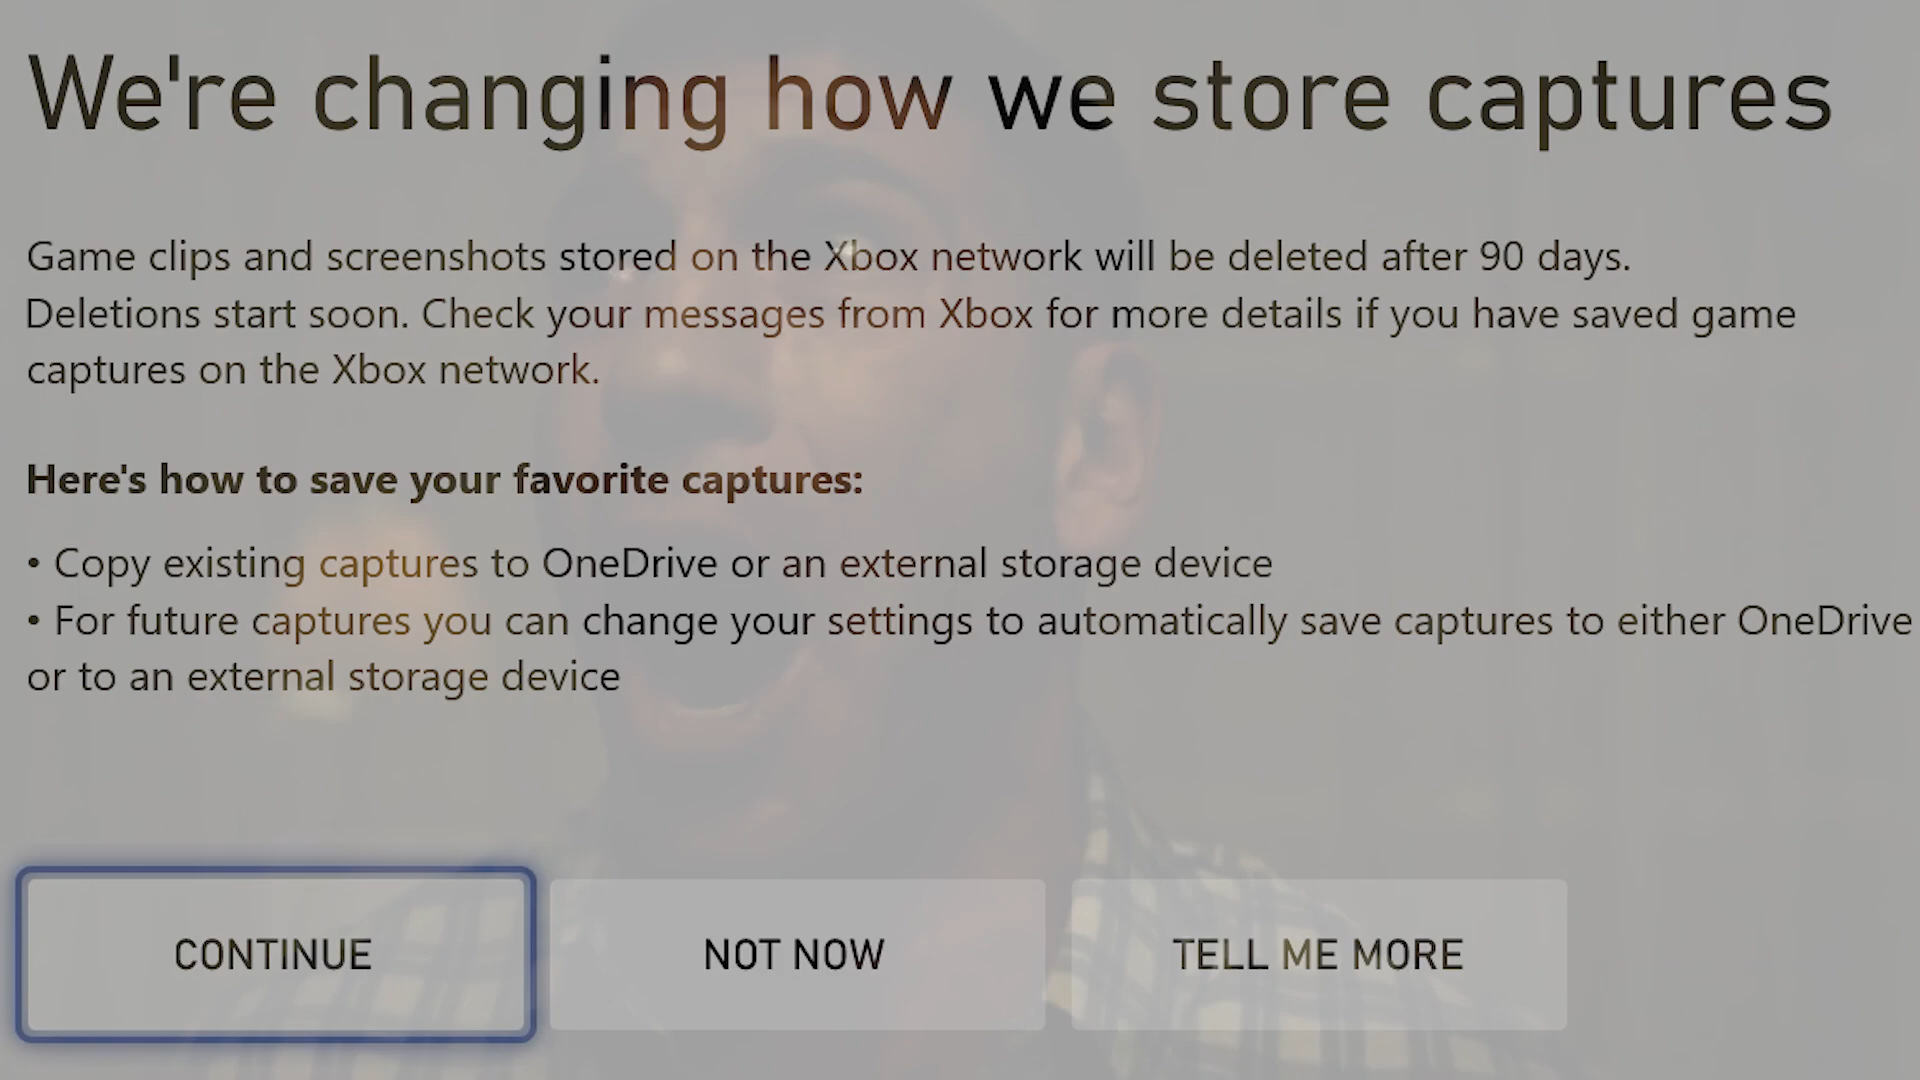 We're changing how we store captures
Game clips and screenshots stored on the Xbox network will be deleted after 90 days.
Deletions start soon. Check your messages from Xbox for more details if you have saved game
captures on the Xbox network.
Here's how to save your favorite captures:
• Copy existing captures to OneDrive or an external storage device
• For future captures you can change your settings to automatically save captures to either OneDrive
or to an external storage device
CONTINUE NOT NOW TELL ME MORE